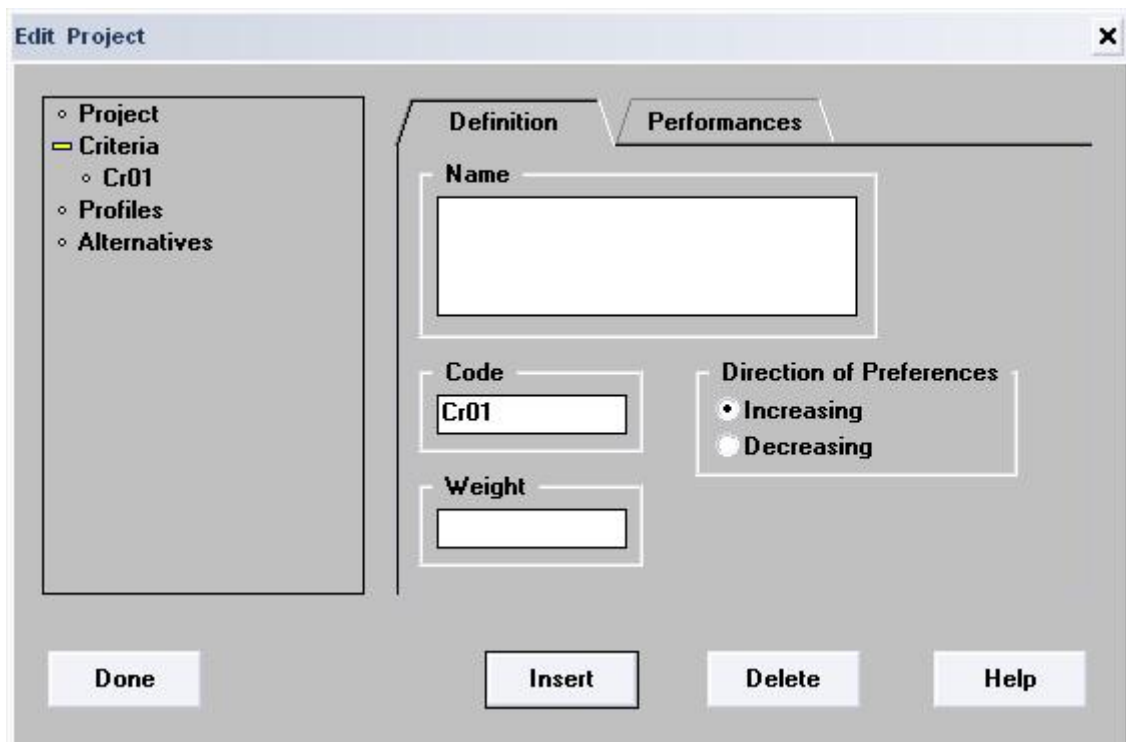 Edit Project
Project
Criteria
Cr01
Profiles
Alternatives
Definition
Performances
Name
Code
Cr01
Direction of Preferences
Increasing
Decreasing
Weight
Done
Insert
Delete
Help